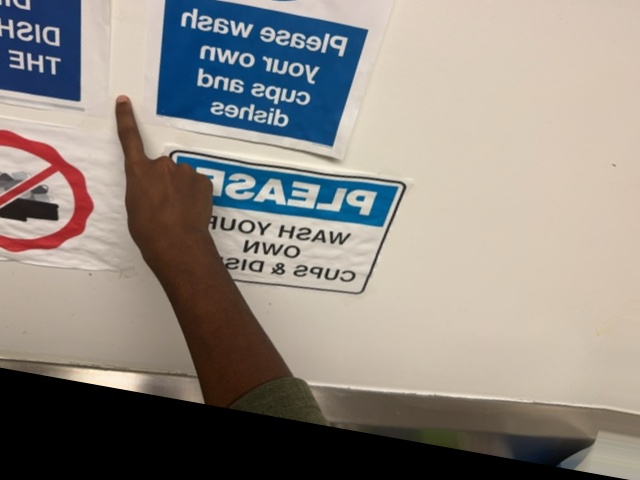 DISH
THE
Please wash
your own
cups and
dishes
PLEASE
WASH YOUR
OWN
CUPS & DIS